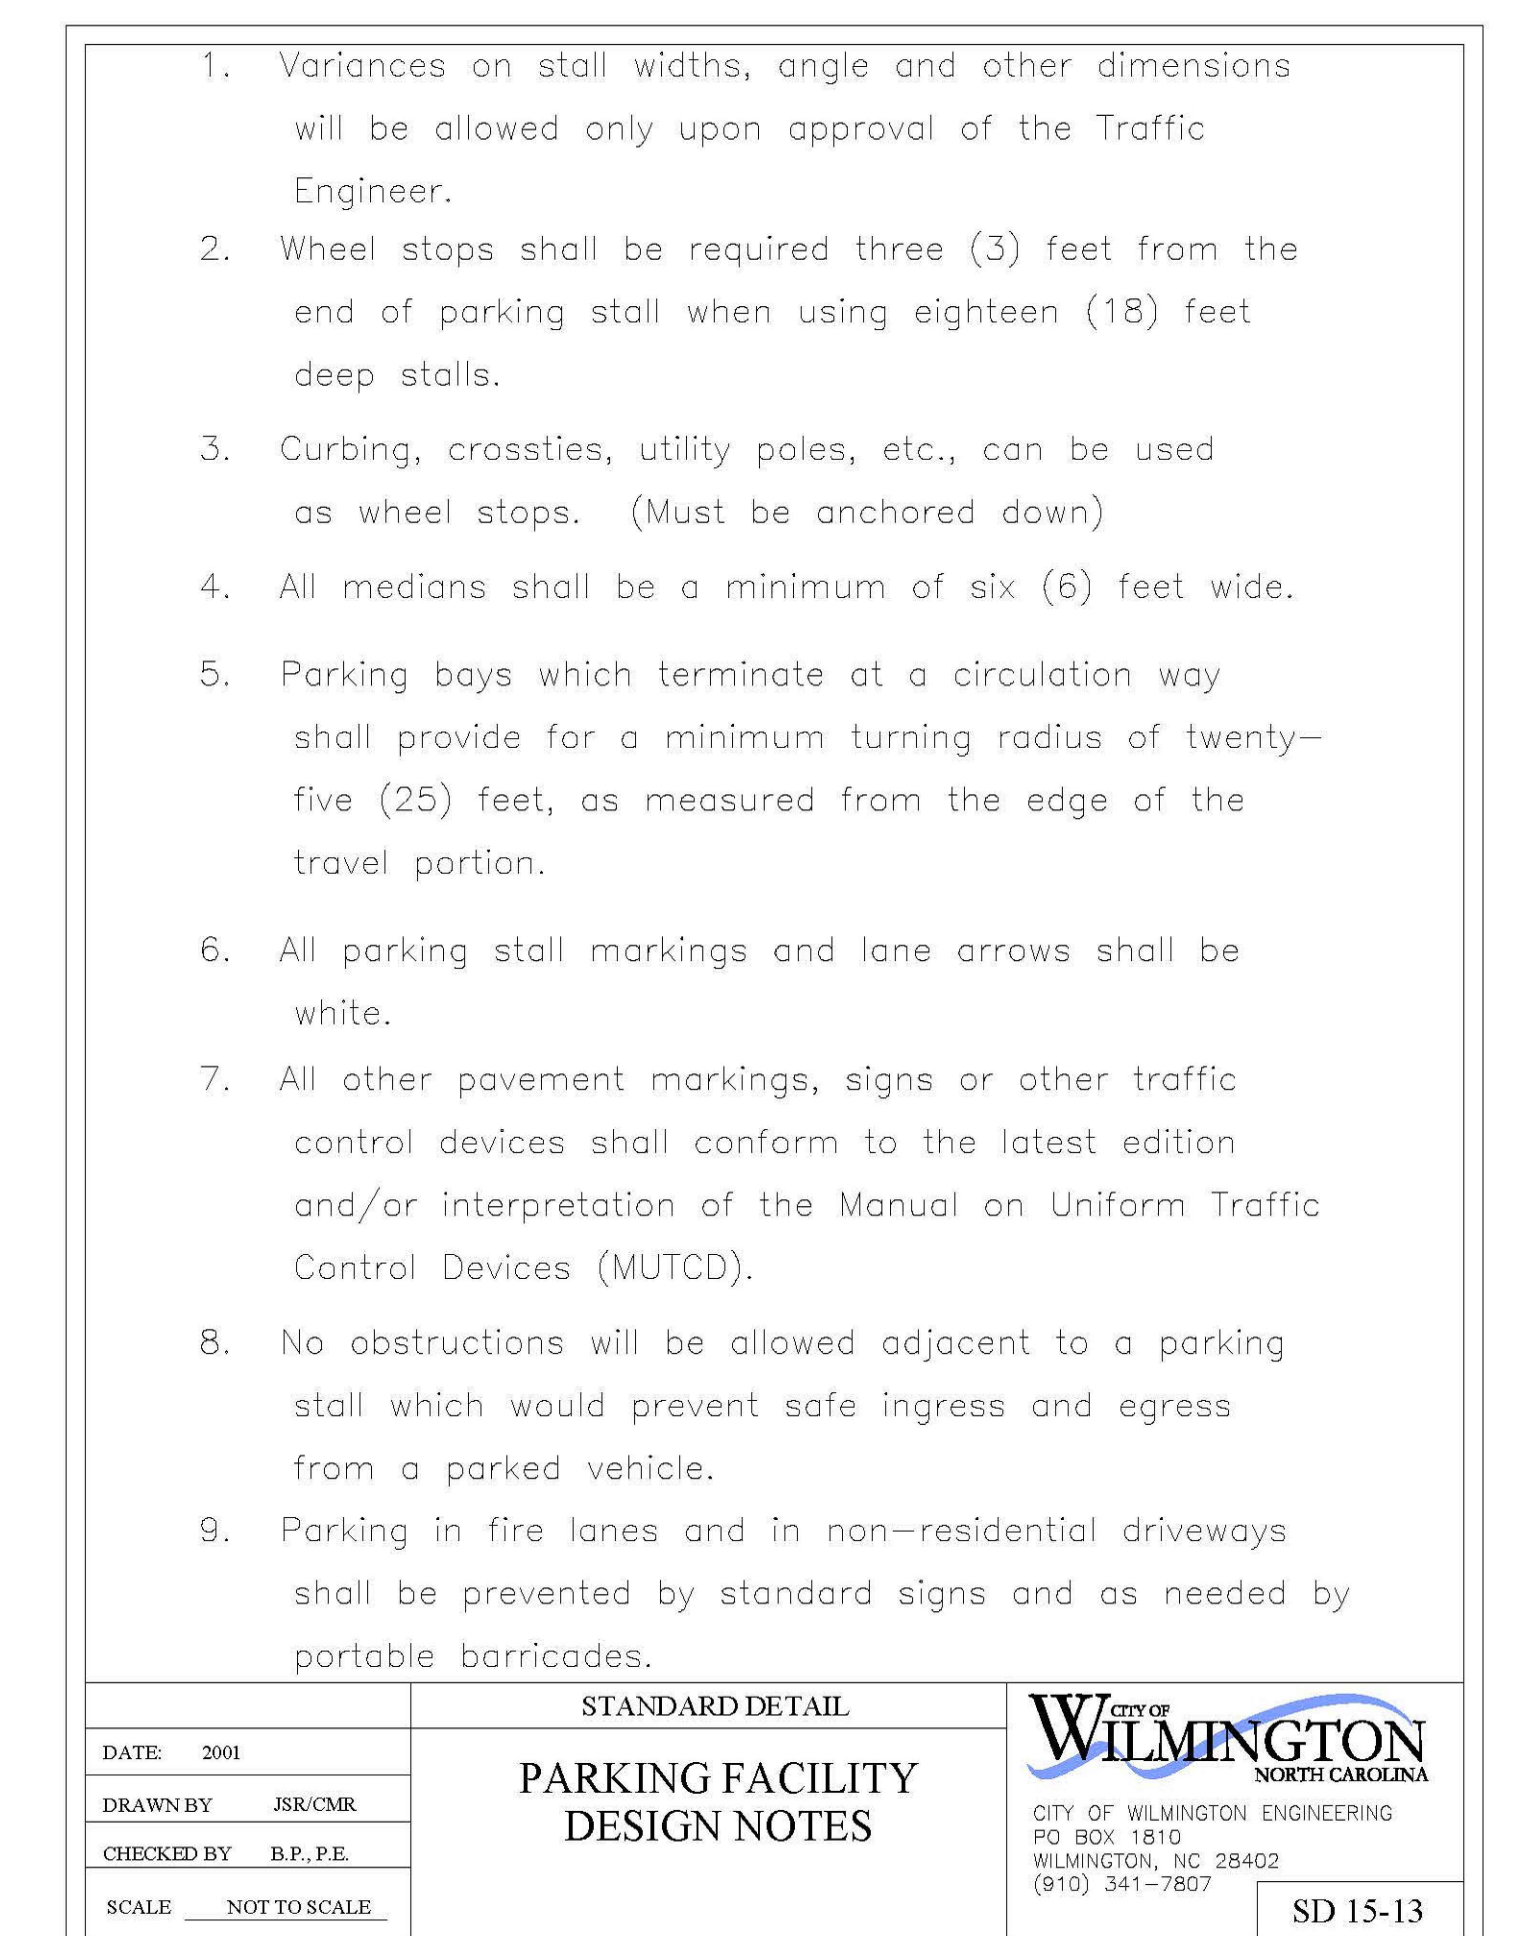 1. Variances on stall widths, angle and other dimensions
will be allowed only upon approval of the Traffic
Engineer.
2. Wheel stops shall be required three (3) feet from the
end of parking stall when using eighteen (18) feet
deep stalls.
3. Curbing, crossties, utility poles, etc., can be used
as wheel stops. (Must be anchored down)
4. All medians shall be a minimum of six (6) feet wide.
5. Parking bays which terminate at a circulation way
shall provide for a minimum turning radius of twenty-
five (25) feet, as measured from the edge of the
travel portion.
6. All parking stall markings and lane arrows shall be
white.
7. All other pavement markings, signs or other traffic
control devices shall conform to the latest edition
and/or interpretation of the Manual on Uniform Traffic
Control Devices (MUTCD).
8. No obstructions will be allowed adjacent to a parking
stall which would prevent safe ingress and egress
from a parked vehicle.
9. Parking in fire lanes and in non-residential driveways
shall be prevented by standard signs and as needed by
portable barricades.
DATE: 2001
DRAWN BY JSR/CMR
CHECKED BY B.P., P.E.
SCALE NOT TO SCALE
STANDARD DETAIL
PARKING FACILITY
DESIGN NOTES
CITY OF
WILMINGTON
NORTH CAROLINA
CITY OF WILMINGTON ENGINEERING
PO BOX 1810
WILMINGTON, NC 28402
(910) 341-7807
SD 15-13